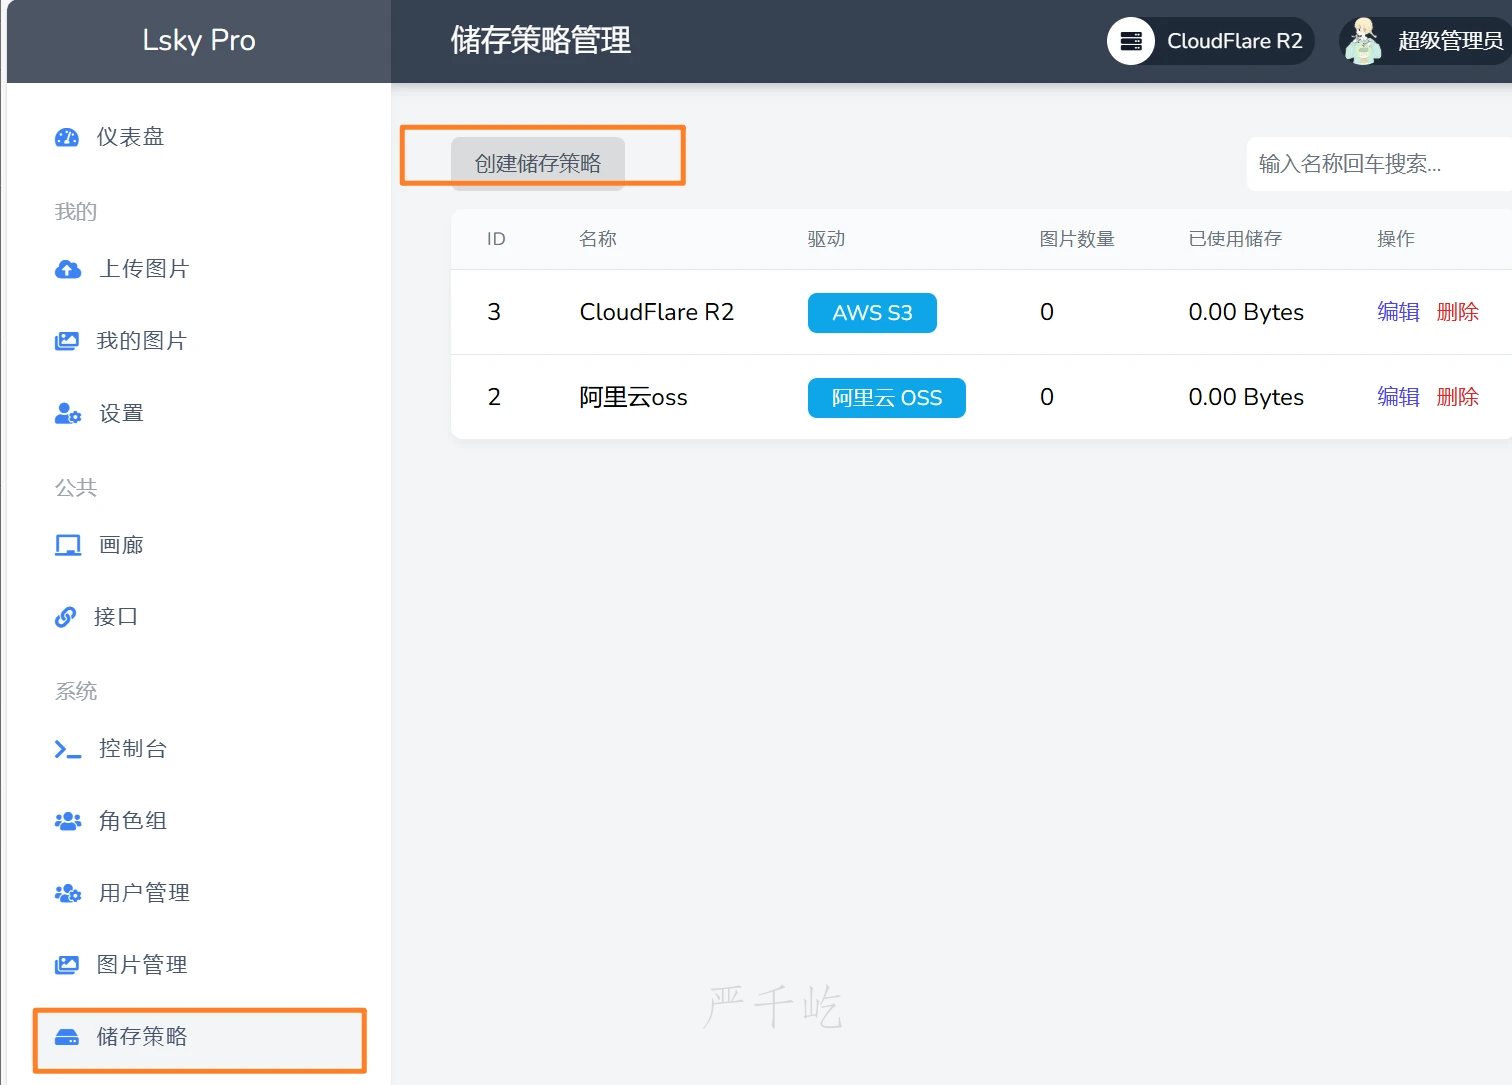 Lsky Pro
储存策略管理
CloudFlare R2
超级管理员
仪表盘
我的
上传图片
我的图片
设置
公共
画廊
接口
系统
控制台
角色组
用户管理
图片管理
储存策略
创建储存策略
输入名称回车搜索...
ID 名称 驱动 图片数量 已使用储存 操作
3 CloudFlare R2 AWS S3 0 0.00 Bytes 编辑 删除
2 阿里云oss 阿里云 OSS 0 0.00 Bytes 编辑 删除
严千屹